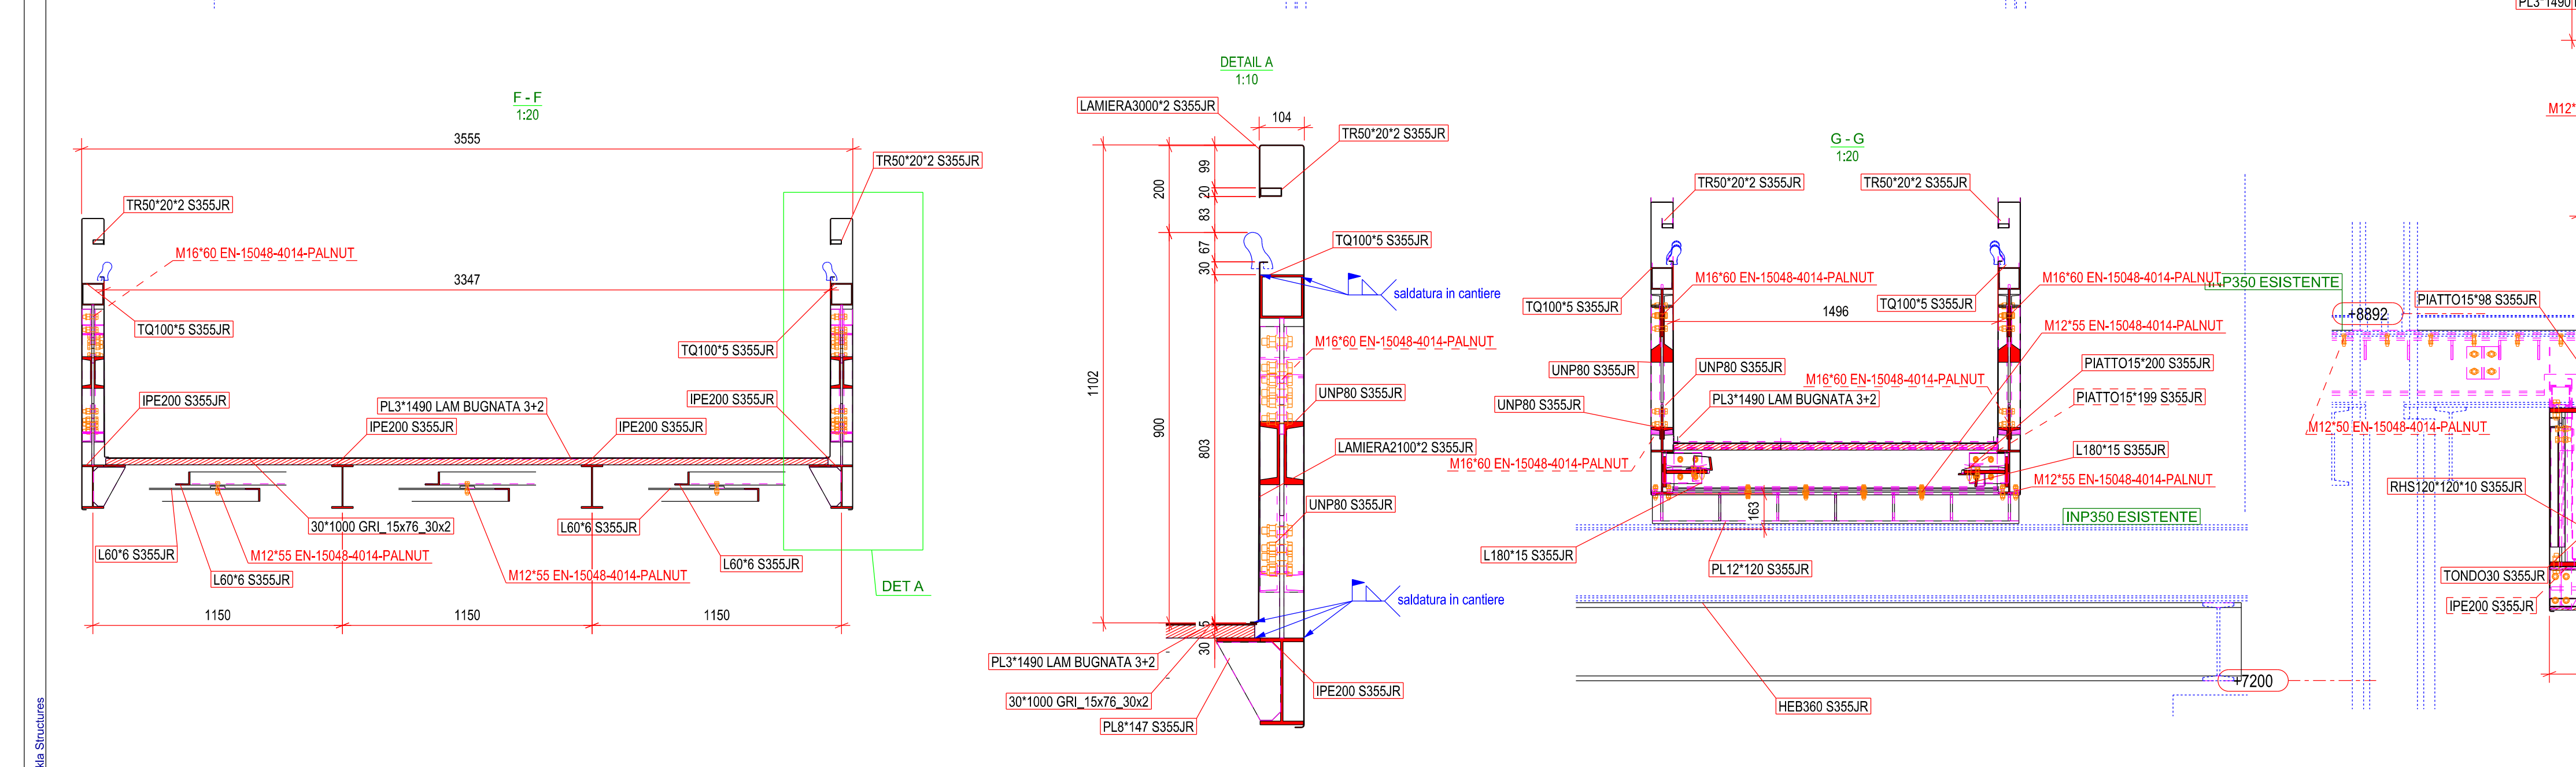 F - F
1:20
3555
TR50*20*2 S355JR
TR50*20*2 S355JR
M16*60 EN-15048-4014-PALNUT
3347
TQ100*5 S355JR
TQ100*5 S355JR
IPE200 S355JR
PL3*1490 LAM BUGNATA 3+2
IPE200 S355JR
IPE200 S355JR
IPE200 S355JR
30*1000 GRI_15x76_30x2
L60*6 S355JR
L60*6 S355JR
M12*55 EN-15048-4014-PALNUT
L60*6 S355JR
L60*6 S355JR
M12*55 EN-15048-4014-PALNUT
DET A
1150
1150
1150
kla Structures
DETAIL A
1:10
LAMIERA3000*2 S355JR
104
TR50*20*2 S355JR
99
200
20
83
67
30
TQ100*5 S355JR
saldatura in cantiere
M16*60 EN-15048-4014-PALNUT
1102
900
803
UNP80 S355JR
LAMIERA2100*2 S355JR
UNP80 S355JR
saldatura in cantiere
5
30
PL3*1490 LAM BUGNATA 3+2
30*1000 GRI_15x76_30x2
PL8*147 S355JR
IPE200 S355JR
G - G
1:20
TR50*20*2 S355JR
TR50*20*2 S355JR
M16*60 EN-15048-4014-PALNUT
M16*60 EN-15048-4014-PALNUT
TQ100*5 S355JR
TQ100*5 S355JR
1496
M12*55 EN-15048-4014-PALNUT
UNP80 S355JR
UNP80 S355JR
PIATTO15*200 S355JR
M16*60 EN-15048-4014-PALNUT
PIATTO15*199 S355JR
UNP80 S355JR
PL3*1490 LAM BUGNATA 3+2
L180*15 S355JR
M16*60 EN-15048-4014-PALNUT
M12*55 EN-15048-4014-PALNUT
163
INP350 ESISTENTE
L180*15 S355JR
PL12*120 S355JR
HEB360 S355JR
+7200
P350 ESISTENTE
+8892
PIATTO15*98 S355JR
M12*50 EN-15048-4014-PALNUT
RHS120*120*10 S355JR
TONDO30 S355JR
IPE200 S355JR
PL3*1490
M12*